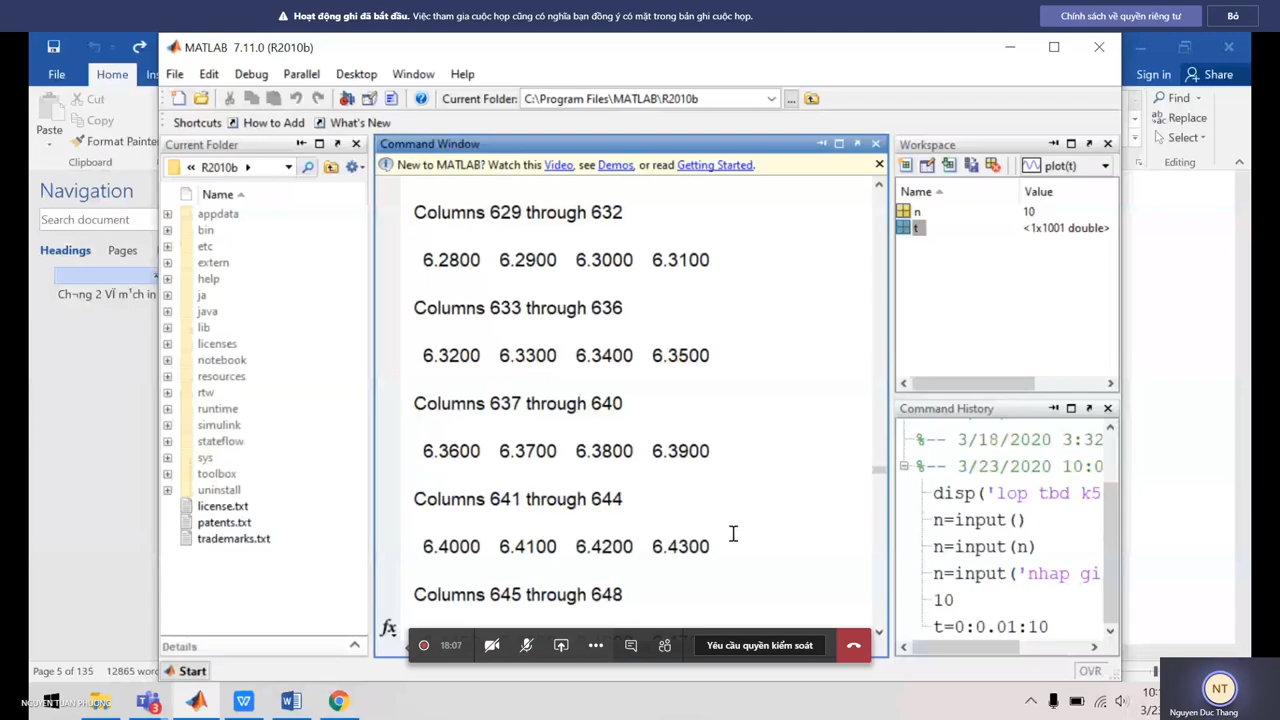 Hoạt động ghi đã bắt đầu. Việc tham gia cuộc họp cũng có nghĩa bạn đồng ý có mặt trong bản ghi cuộc họp.
Chính sách về quyền riêng tư
Bỏ
File Home
Sign in Share
Paste
Cut
Copy
Format Painter
Clipboard
Find
Replace
Select
Editing
Navigation
Search document
Headings Pages
Ch¬ng 2 VÏ m¹ch in
Page 5 of 135 12865
MATLAB 7.11.0 (R2010b)
File Edit Debug Parallel Desktop Window Help
Current Folder: C:\Program Files\MATLAB\R2010b
Shortcuts How to Add What's New
Current Folder
« R2010b
Name
appdata
bin
etc
extern
help
ja
java
lib
licenses
notebook
resources
rtw
runtime
simulink
stateflow
sys
toolbox
uninstall
license.txt
patents.txt
trademarks.txt
Details
Start
Command Window
New to MATLAB? Watch this Video, see Demos, or read Getting Started.
Columns 629 through 632
6.2800 6.2900 6.3000 6.3100
Columns 633 through 636
6.3200 6.3300 6.3400 6.3500
Columns 637 through 640
6.3600 6.3700 6.3800 6.3900
Columns 641 through 644
6.4000 6.4100 6.4200 6.4300
Columns 645 through 648
fx
18:07
Yêu cầu quyền kiểm soát
Workspace
plot(t)
Name Value
n 10
t <1x1001 double>
Command History
%-- 3/18/2020 3:32
%-- 3/23/2020 10:0
disp('lop tbd k5
n=input()
n=input(n)
n=input('nhap gi
10
t=0:0.01:10
OVR
NGUYEN TUAN PHUONG
3
NT
Nguyen Duc Thang